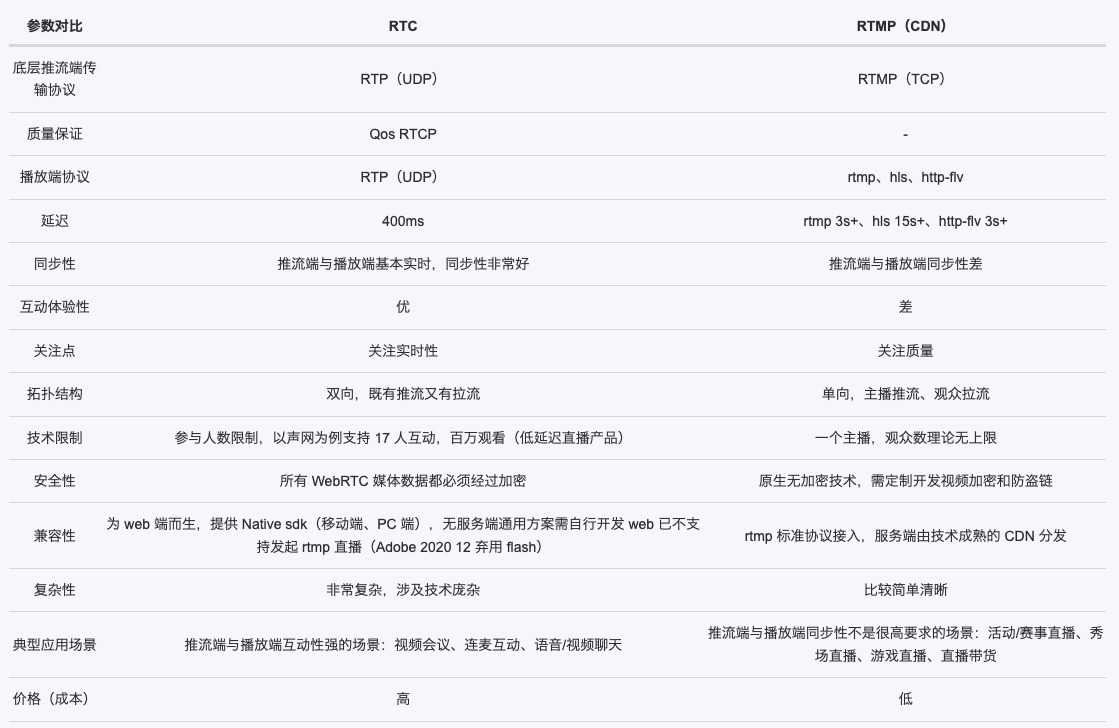 参数对比 RTC RTMP（CDN）
底层推流端传
输协议
RTP（UDP） RTMP（TCP）
质量保证 Qos RTCP -
播放端协议 RTP（UDP） rtmp、hls、http-flv
延迟 400ms rtmp 3s+、hls 15s+、http-flv 3s+
同步性 推流端与播放端基本实时，同步性非常好 推流端与播放端同步性差
互动体验性 优 差
关注点 关注实时性 关注质量
拓扑结构 双向，既有推流又有拉流 单向，主播推流、观众拉流
技术限制 参与人数限制，以声网为例支持 17 人互动，百万观看（低延迟直播产品） 一个主播，观众数理论无上限
安全性 所有 WebRTC 媒体数据都必须经过加密 原生无加密技术，需定制开发视频加密和防盗链
兼容性
为 web 端而生，提供 Native sdk（移动端、PC 端），无服务端通用方案需自行开发 web 已不支
持发起 rtmp 直播（Adobe 2020 12 弃用 flash）
rtmp 标准协议接入，服务端由技术成熟的 CDN 分发
复杂性 非常复杂，涉及技术庞杂 比较简单清晰
典型应用场景 推流端与播放端互动性强的场景：视频会议、连麦互动、语音/视频聊天
推流端与播放端同步性不是很高要求的场景：活动/赛事直播、秀
场直播、游戏直播、直播带货
价格（成本） 高 低